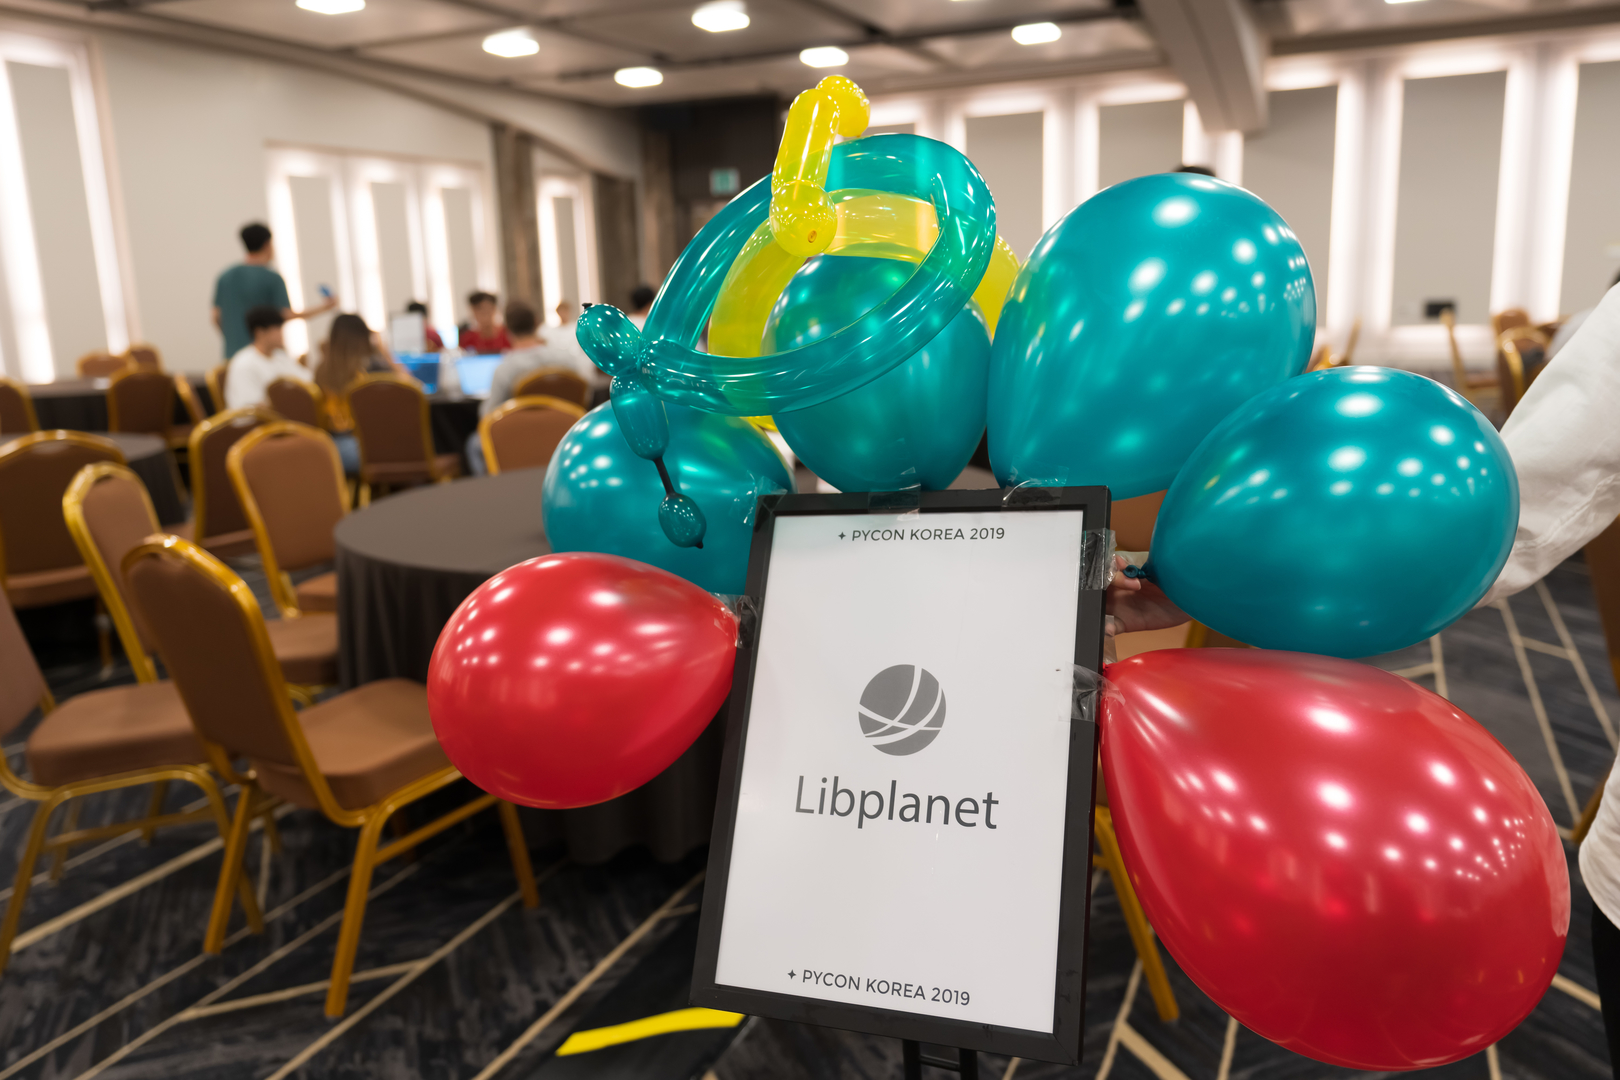 + PYCON KOREA 2019
Libplanet
+ PYCON KOREA 2019